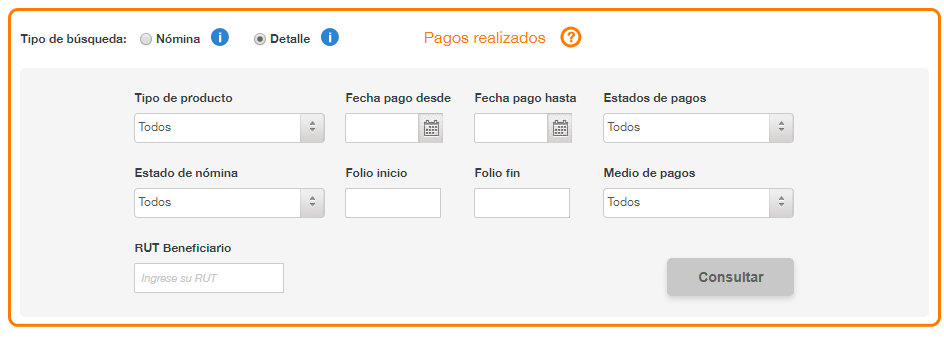 Tipo de búsqueda: Nómina i Detalle i Pagos realizados ?
Tipo de producto Fecha pago desde Fecha pago hasta Estados de pagos
Todos Todos
Estado de nómina Folio inicio Folio fin Medio de pagos
Todos Todos
RUT Beneficiario
Ingrese su RUT Consultar